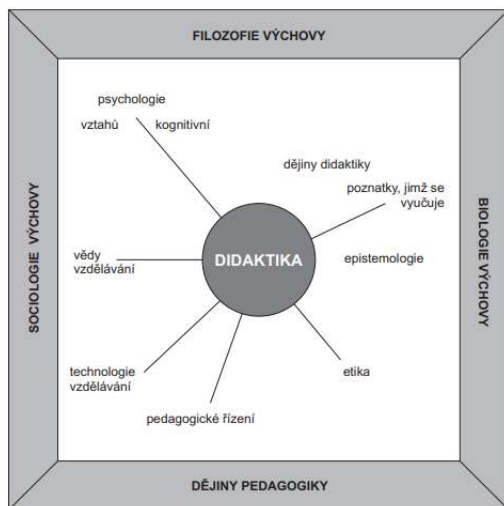 FILOZOFIE VÝCHOVY
psychologie
vztahů kognitivní
dějiny didaktiky
poznatky, jimž se
vyučuje
SOCIOLOGIE VÝCHOVY
vědy
vzdělávání
DIDAKTIKA
epistemologie
BIOLOGIE VÝCHOVY
technologie
vzdělávání
etika
pedagogické řízení
DĚJINY PEDAGOGIKY